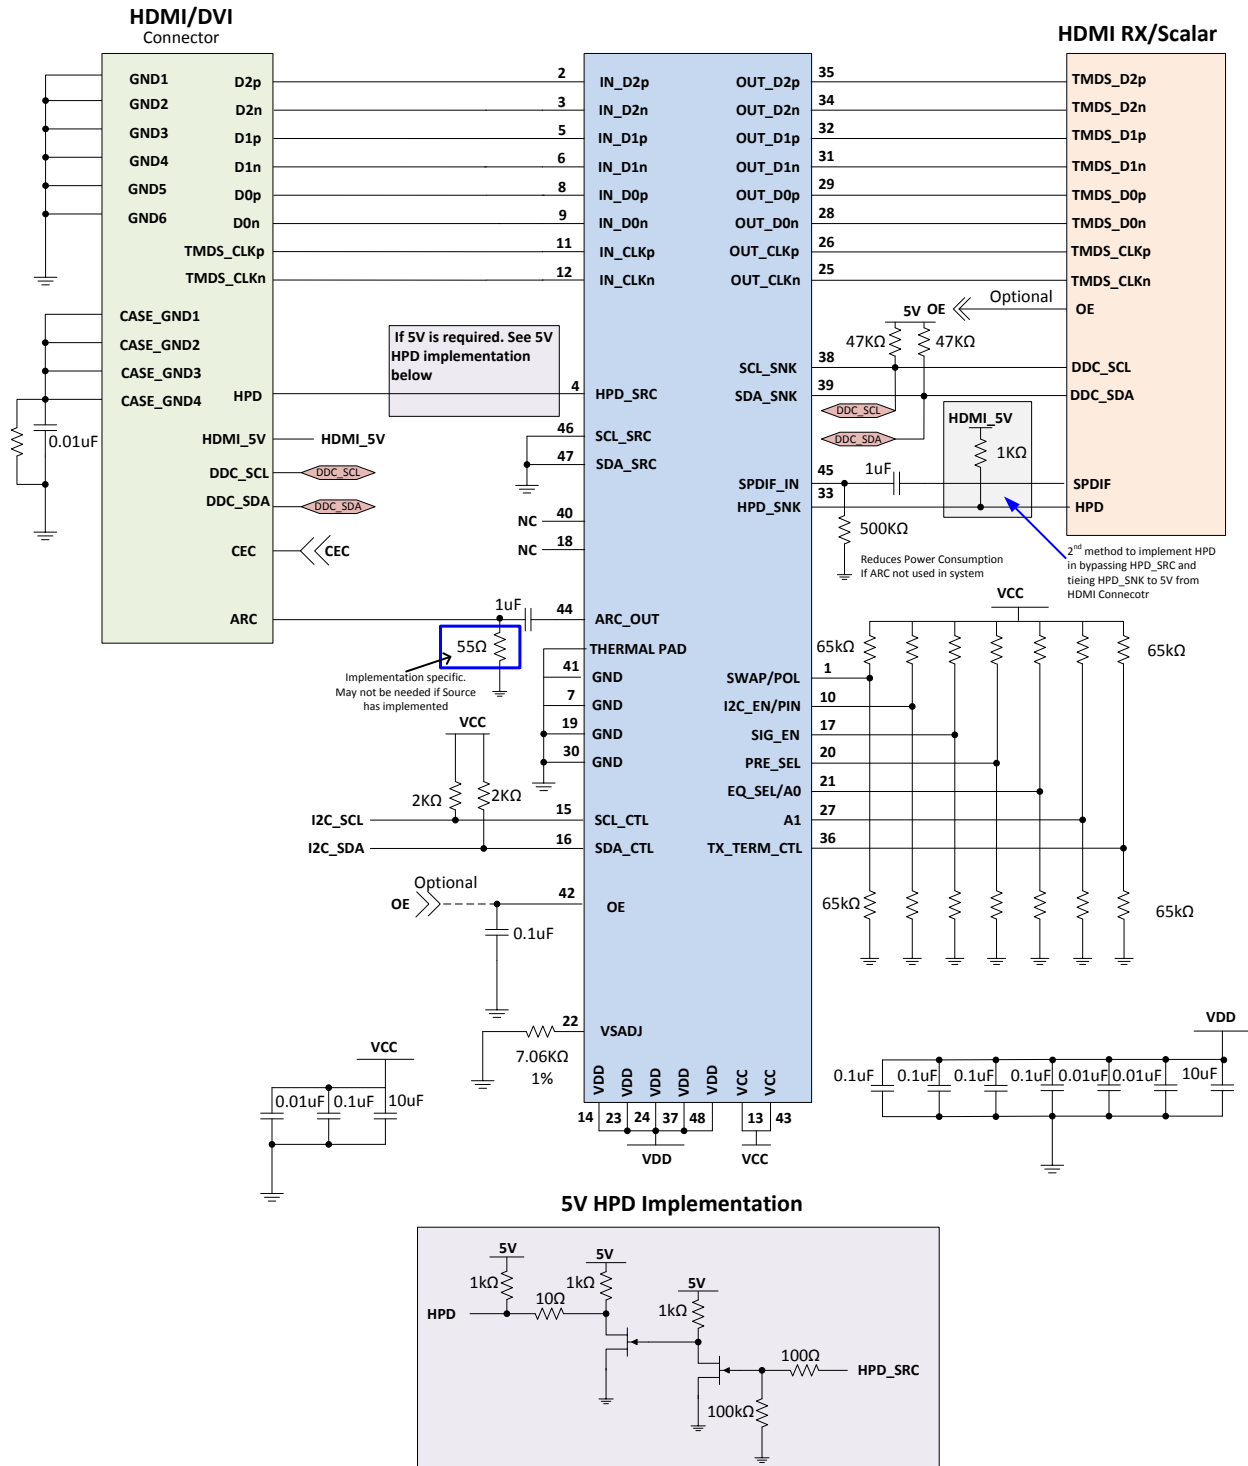 HDMI/DVI
Connector
HDMI RX/Scalar
GND1
GND2
GND3
GND4
GND5
GND6
CASE_GND1
CASE_GND2
CASE_GND3
CASE_GND4
0.01uF
D2p
D2n
D1p
D1n
D0p
D0n
TMDS_CLKp
TMDS_CLKn
HPD
HDMI_5V
HDMI_5V
DDC_SCL
DDC_SCL
DDC_SDA
DDC_SDA
CEC
CEC
ARC
If 5V is required. See 5V
HPD implementation
below
1uF
55Ω
Implementation specific.
May not be needed if Source
has implemented
VCC
2KΩ
2KΩ
I2C_SCL
I2C_SDA
Optional
OE
0.1uF
7.06KΩ
1%
NC
NC
2
3
5
6
8
9
11
12
4
46
47
40
18
44
41
7
19
30
15
16
42
22
IN_D2p
IN_D2n
IN_D1p
IN_D1n
IN_D0p
IN_D0n
IN_CLKp
IN_CLKn
HPD_SRC
SCL_SRC
SDA_SRC
ARC_OUT
THERMAL PAD
GND
GND
GND
GND
SCL_CTL
SDA_CTL
OE
VSADJ
OUT_D2p
OUT_D2n
OUT_D1p
OUT_D1n
OUT_D0p
OUT_D0n
OUT_CLKp
OUT_CLKn
SCL_SNK
SDA_SNK
SPDIF_IN
HPD_SNK
SWAP/POL
I2C_EN/PIN
SIG_EN
PRE_SEL
EQ_SEL/A0
A1
TX_TERM_CTL
35
34
32
31
29
28
26
25
38
39
45
33
1
10
17
20
21
27
36
TMDS_D2p
TMDS_D2n
TMDS_D1p
TMDS_D1n
TMDS_D0p
TMDS_D0n
TMDS_CLKp
TMDS_CLKn
OE
DDC_SCL
DDC_SDA
SPDIF
HPD
5V
OE
Optional
47KΩ
47KΩ
DDC_SCL
DDC_SDA
HDMI_5V
1KΩ
1uF
500KΩ
Reduces Power Consumption
If ARC not used in system
2nd method to implement HPD
in bypassing HPD_SRC and
tieing HPD_SNK to 5V from
HDMI Connecotr
VCC
65kΩ
65kΩ
65kΩ
65kΩ
VDD
VDD
VDD
VDD
VDD
VCC
VCC
14
23
24
37
48
13
43
VDD
VCC
VCC
0.01uF
0.1uF
10uF
VDD
0.1uF
0.1uF
0.1uF
0.1uF
0.01uF
0.01uF
10uF
5V HPD Implementation
5V
5V
5V
1kΩ
1kΩ
1kΩ
10Ω
HPD
100Ω
HPD_SRC
100kΩ